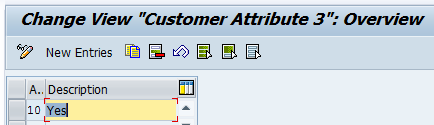 Change View "Customer Attribute 3": Overview
New Entries
A.. Description
10 Yes